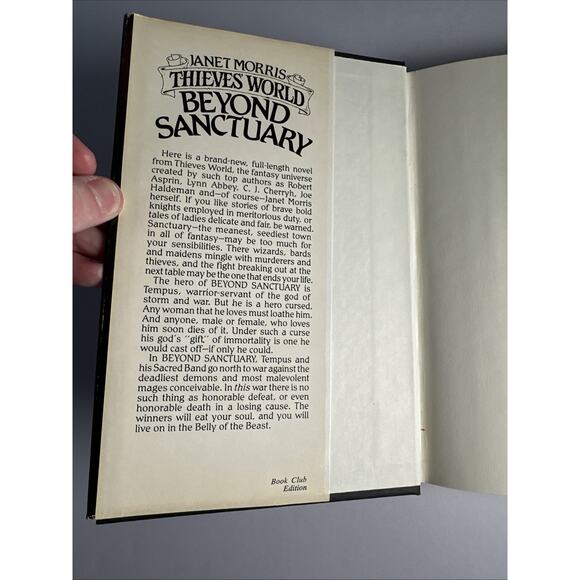 JANET MORRIS
THIEVES' WORLD
BEYOND
SANCTUARY
Here is a brand-new, full-length novel
from Thieves World, the fantasy universe
created by such top authors as Robert
Asprin, Lynn Abbey, C. J. Cherryh, Joe
Haldeman and—of course—Janet Morris
herself. If you like stories of brave bold
knights employed in meritorious duty, or
tales of ladies delicate and fair, be warned.
Sanctuary—the meanest, seediest town
in all of fantasy—may be too much for
your sensibilities. There wizards, bards
and maidens mingle with murderers and
thieves, and the fight breaking out at the
next table may be the one that ends your life.
The hero of BEYOND SANCTUARY is
Tempus, warrior-servant of the god of
storm and war. But he is a hero cursed.
Any woman that he loves must loathe him.
And anyone, male or female, who loves
him soon dies of it. Under such a curse
his god's "gift," of immortality is one he
would cast off—if only he could.
In BEYOND SANCTUARY, Tempus and
his Sacred Band go north to war against the
deadliest demons and most malevolent
mages conceivable. In this war there is no
such thing as honorable defeat, or even
honorable death in a losing cause. The
winners will eat your soul, and you will
live on in the Belly of the Beast.
Book Club
Edition